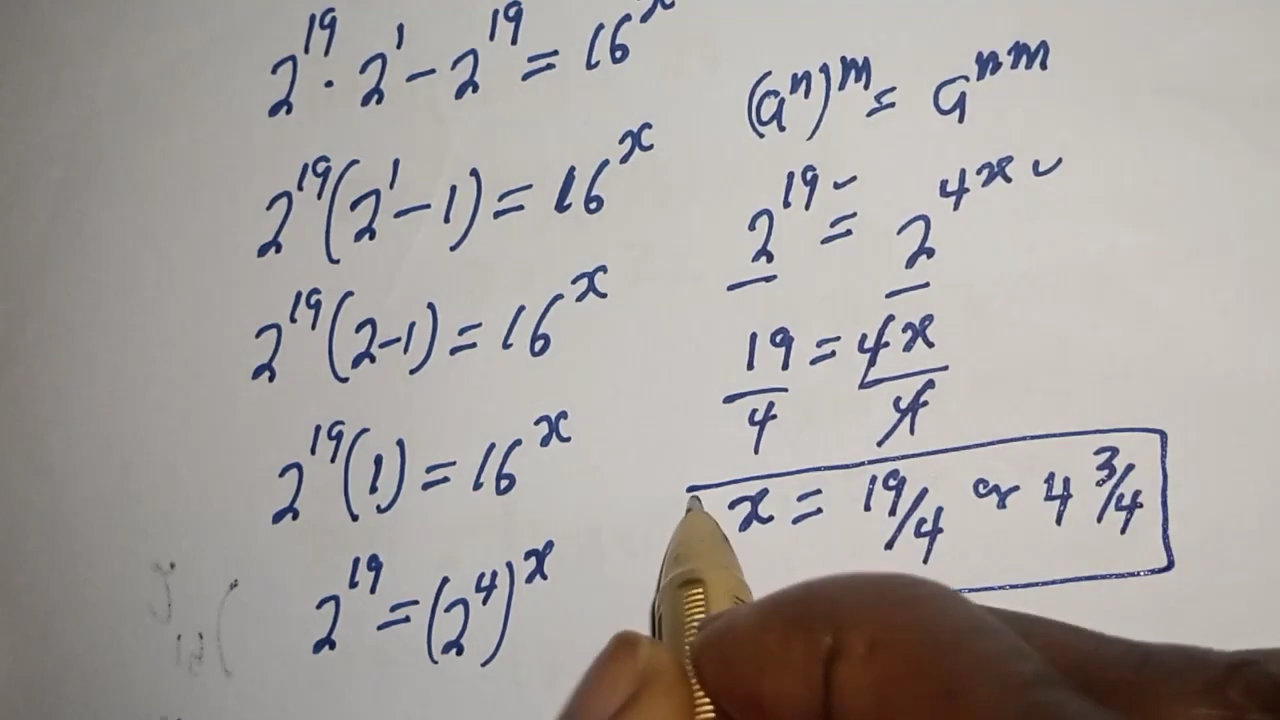 2^19 · 2^1 - 2^19 = 16^x
2^19(2^1 - 1) = 16^x
2^19(2-1) = 16^x
2^19(1) = 16^x
2^19 = (2^4)^x
(a^n)^m = a^nm
2^19 = 2^4x
19/4 = 4x/4
x = 19/4 or 4 3/4